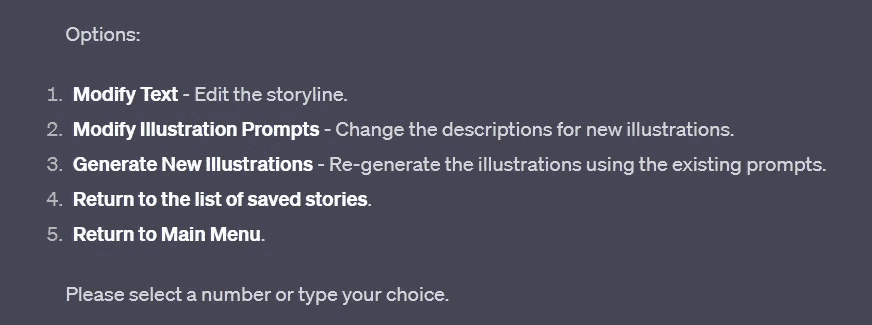 Options:
1. Modify Text - Edit the storyline.
2. Modify Illustration Prompts - Change the descriptions for new illustrations.
3. Generate New Illustrations - Re-generate the illustrations using the existing prompts.
4. Return to the list of saved stories.
5. Return to Main Menu.
Please select a number or type your choice.